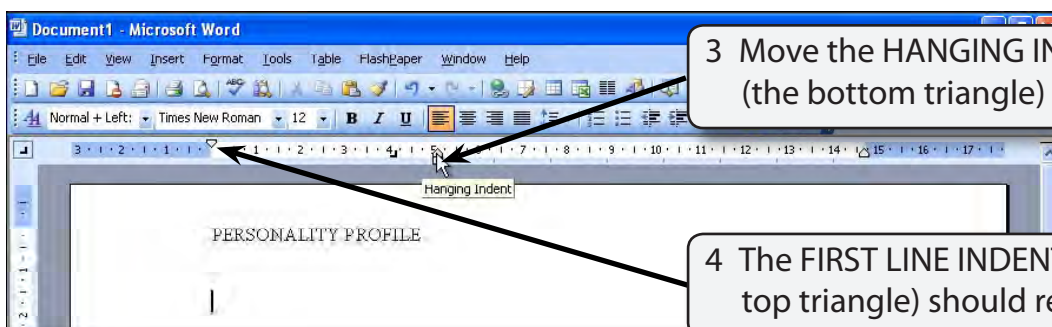 Document1 - Microsoft Word
File Edit View Insert Format Tools Table FlashPaper Window Help
Normal + Left: Times New Roman 12 B I U
3 2 1 1 2 3 4 5 7 8 9 10 11 12 13 14 15 16 17
Hanging Indent
PERSONALITY PROFILE
3 Move the HANGING IN
(the bottom triangle)
4 The FIRST LINE INDENT
top triangle) should re